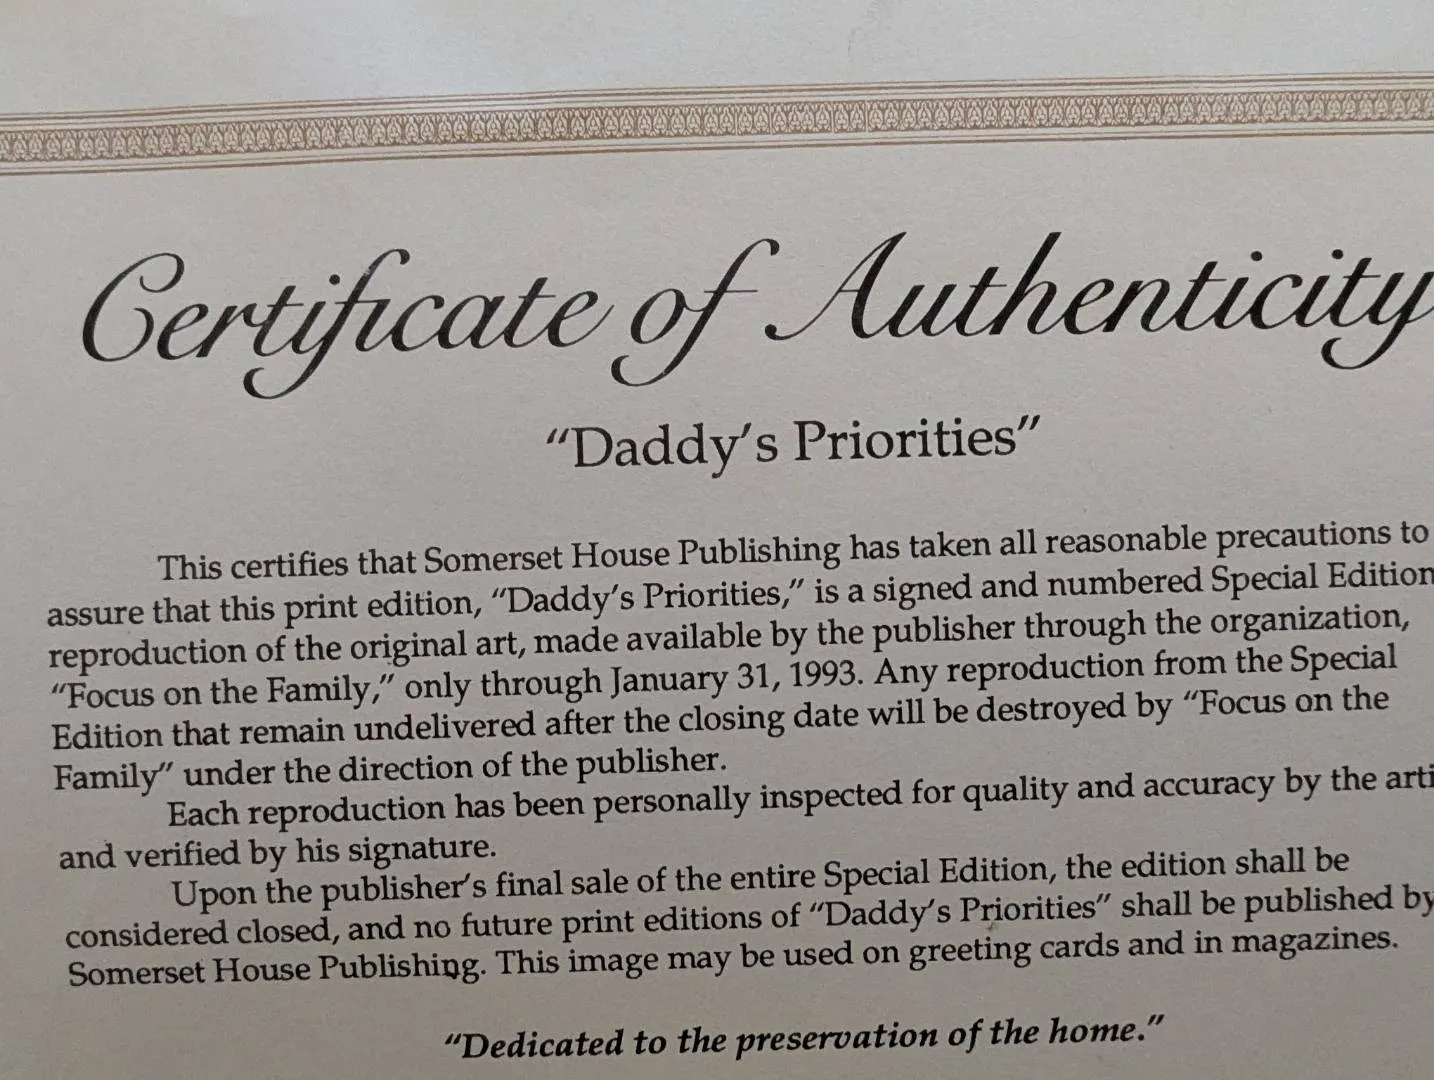 Certificate of Authenticity
“Daddy’s Priorities”
This certifies that Somerset House Publishing has taken all reasonable precautions to
assure that this print edition, “Daddy’s Priorities,” is a signed and numbered Special Edition
reproduction of the original art, made available by the publisher through the organization,
“Focus on the Family,” only through January 31, 1993. Any reproduction from the Special
Edition that remain undelivered after the closing date will be destroyed by “Focus on the
Family” under the direction of the publisher.
Each reproduction has been personally inspected for quality and accuracy by the arti
and verified by his signature.
Upon the publisher’s final sale of the entire Special Edition, the edition shall be
considered closed, and no future print editions of “Daddy’s Priorities” shall be published by
Somerset House Publishing. This image may be used on greeting cards and in magazines.
“Dedicated to the preservation of the home.”